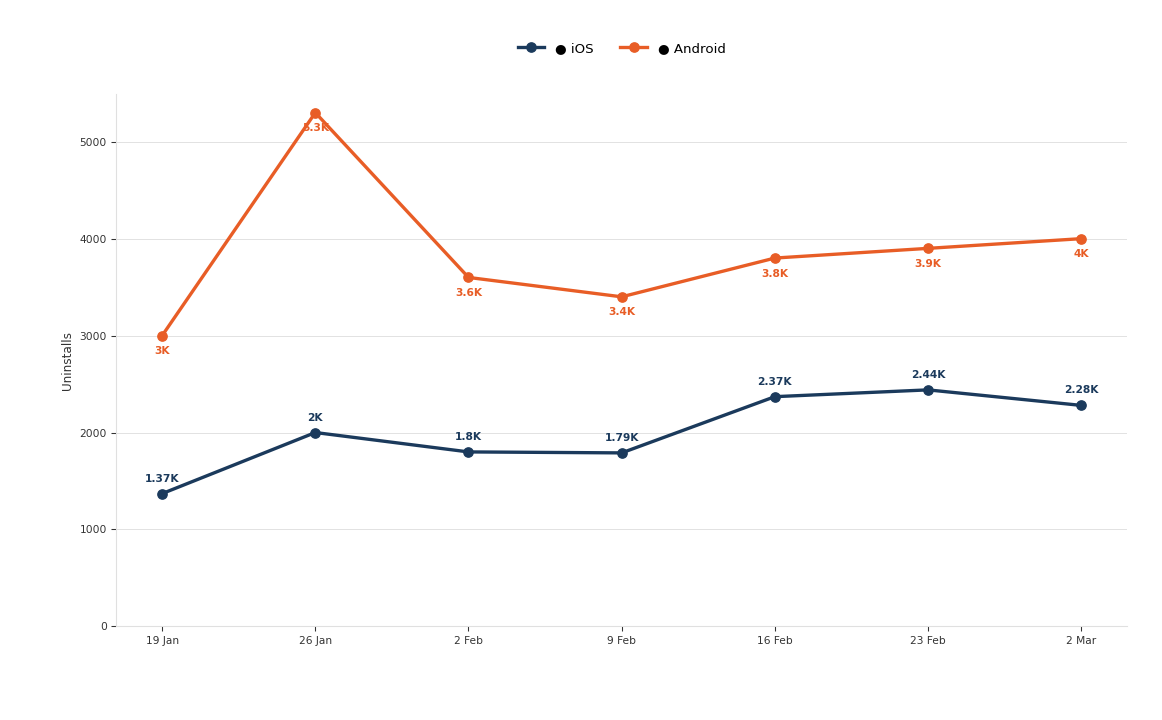 ● iOS ● Android
5000
4000
3000
2000
1000
0
Uninstalls
5.3K
3K
3.6K
3.4K
3.8K
3.9K
4K
1.37K
2K
1.8K
1.79K
2.37K
2.44K
2.28K
19 Jan 26 Jan 2 Feb 9 Feb 16 Feb 23 Feb 2 Mar